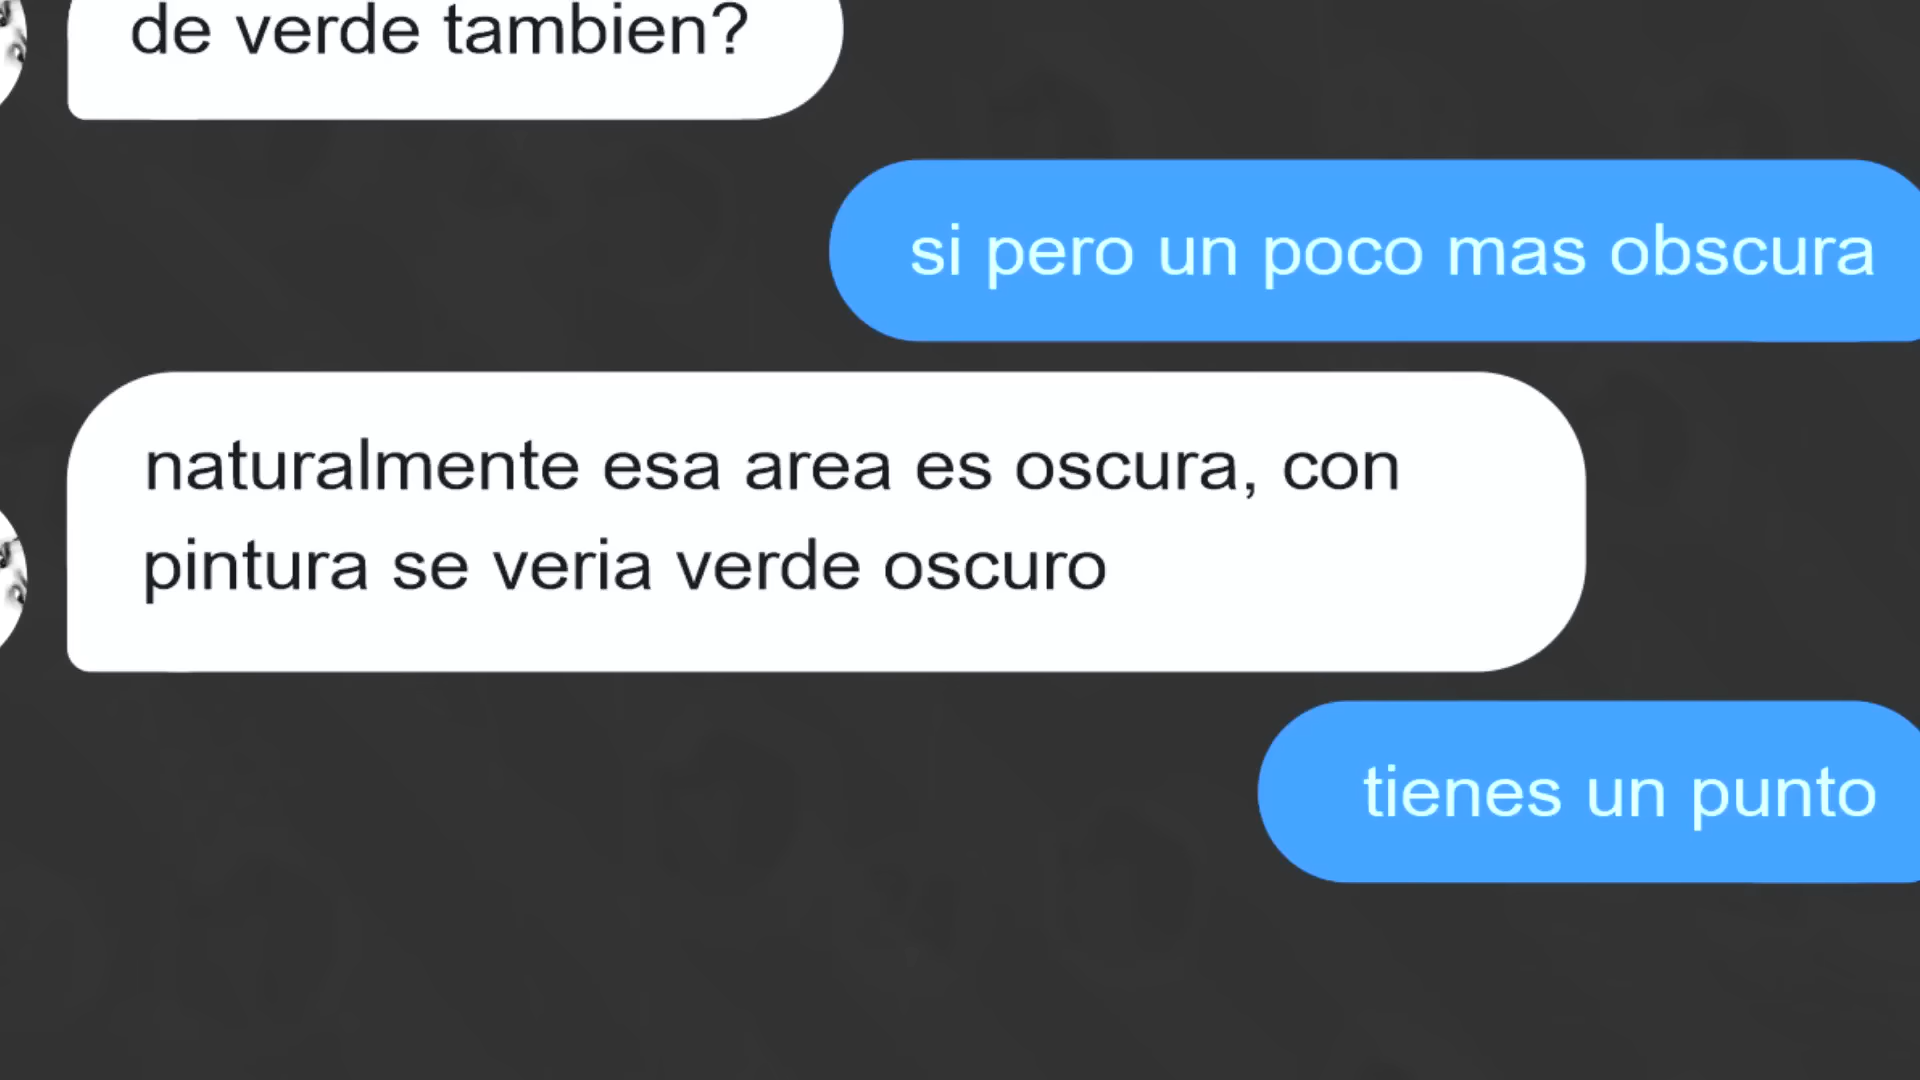 de verde tambien?
si pero un poco mas obscura
naturalmente esa area es oscura, con
pintura se veria verde oscuro
tienes un punto